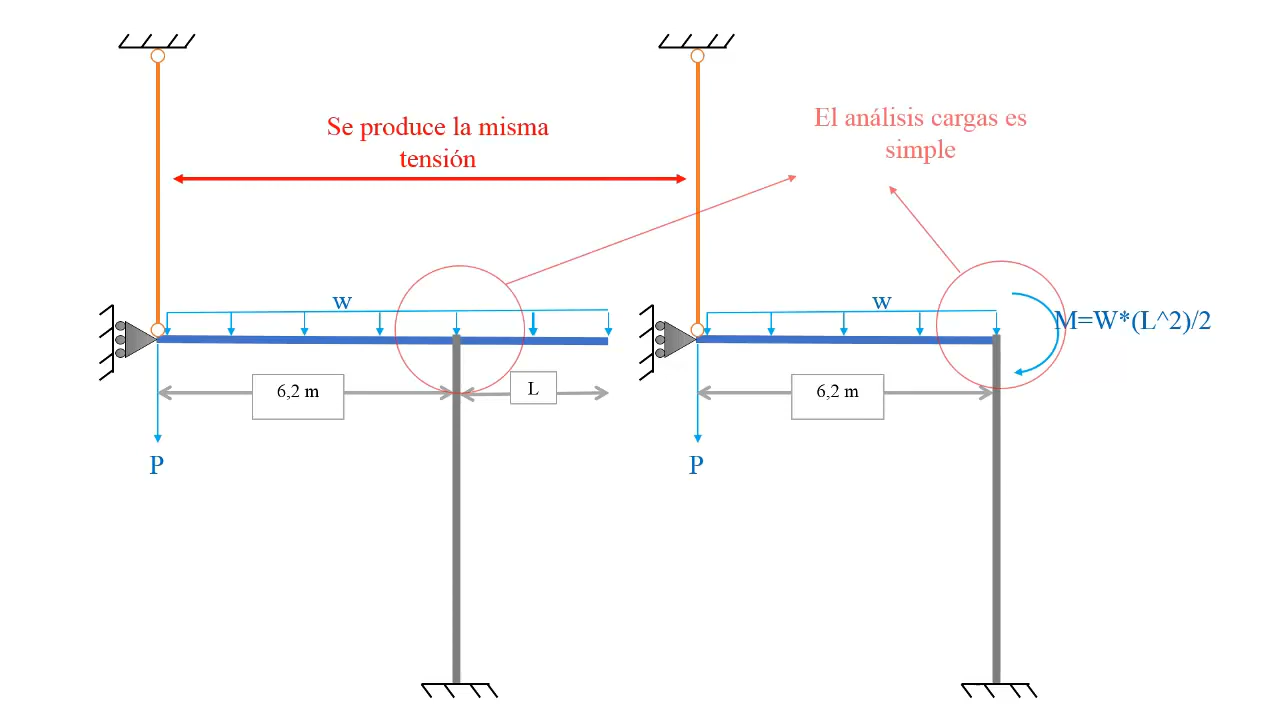 Se produce la misma
tensión
El análisis cargas es
simple
w
w
M=W*(L^2)/2
6,2 m
L
6,2 m
P
P